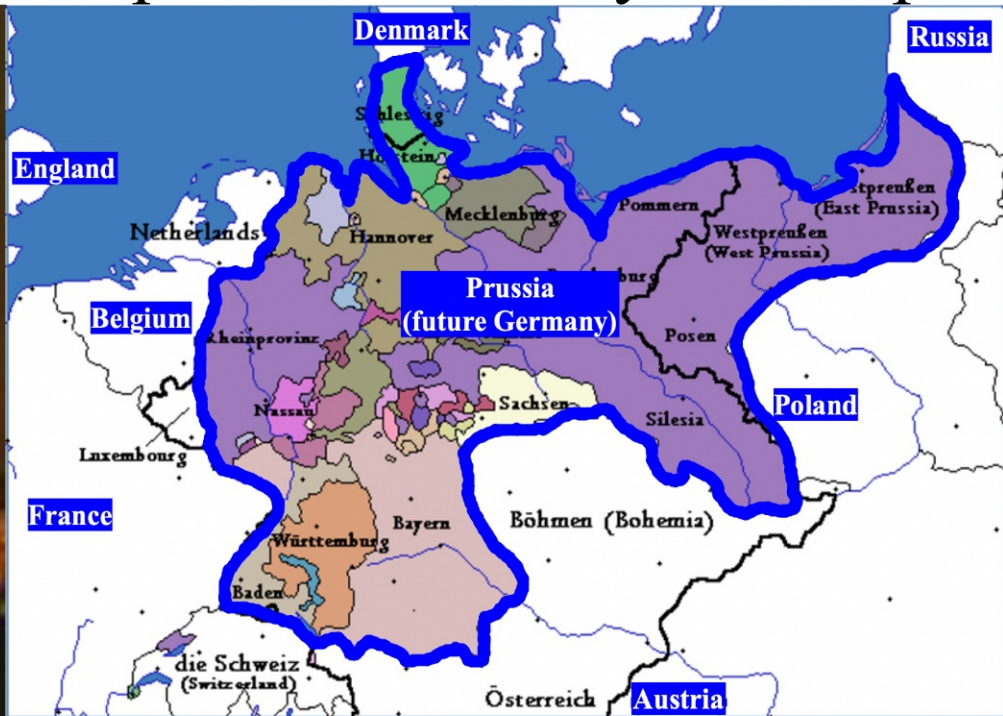 Denmark
Russia
Schleswig
England
Holstein
Mecklenburg
Pommern
stpreußen
(East Prussia)
Netherlands
Hannover
Westpreußen
(West Prussia)
Prussia
(future Germany)
Belgium
Rheinprovinz
Posen
Nassau
Sachsen
Silesia
Poland
Luxembourg
France
Bayern
Böhmen (Bohemia)
Württemburg
Baden
die Schweiz
(Switzerland)
Österreich
Austria